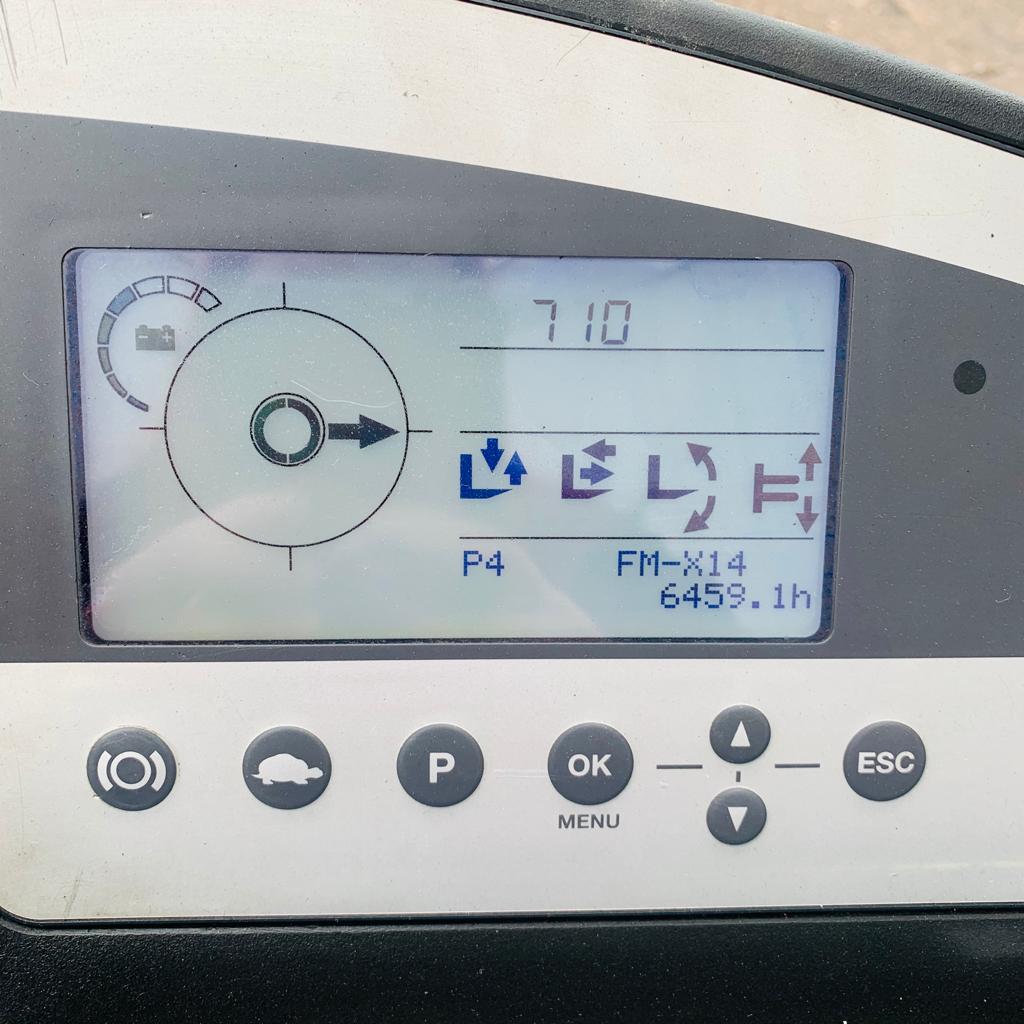 710
P4 FM-X14
6459.1h
P OK ESC
MENU